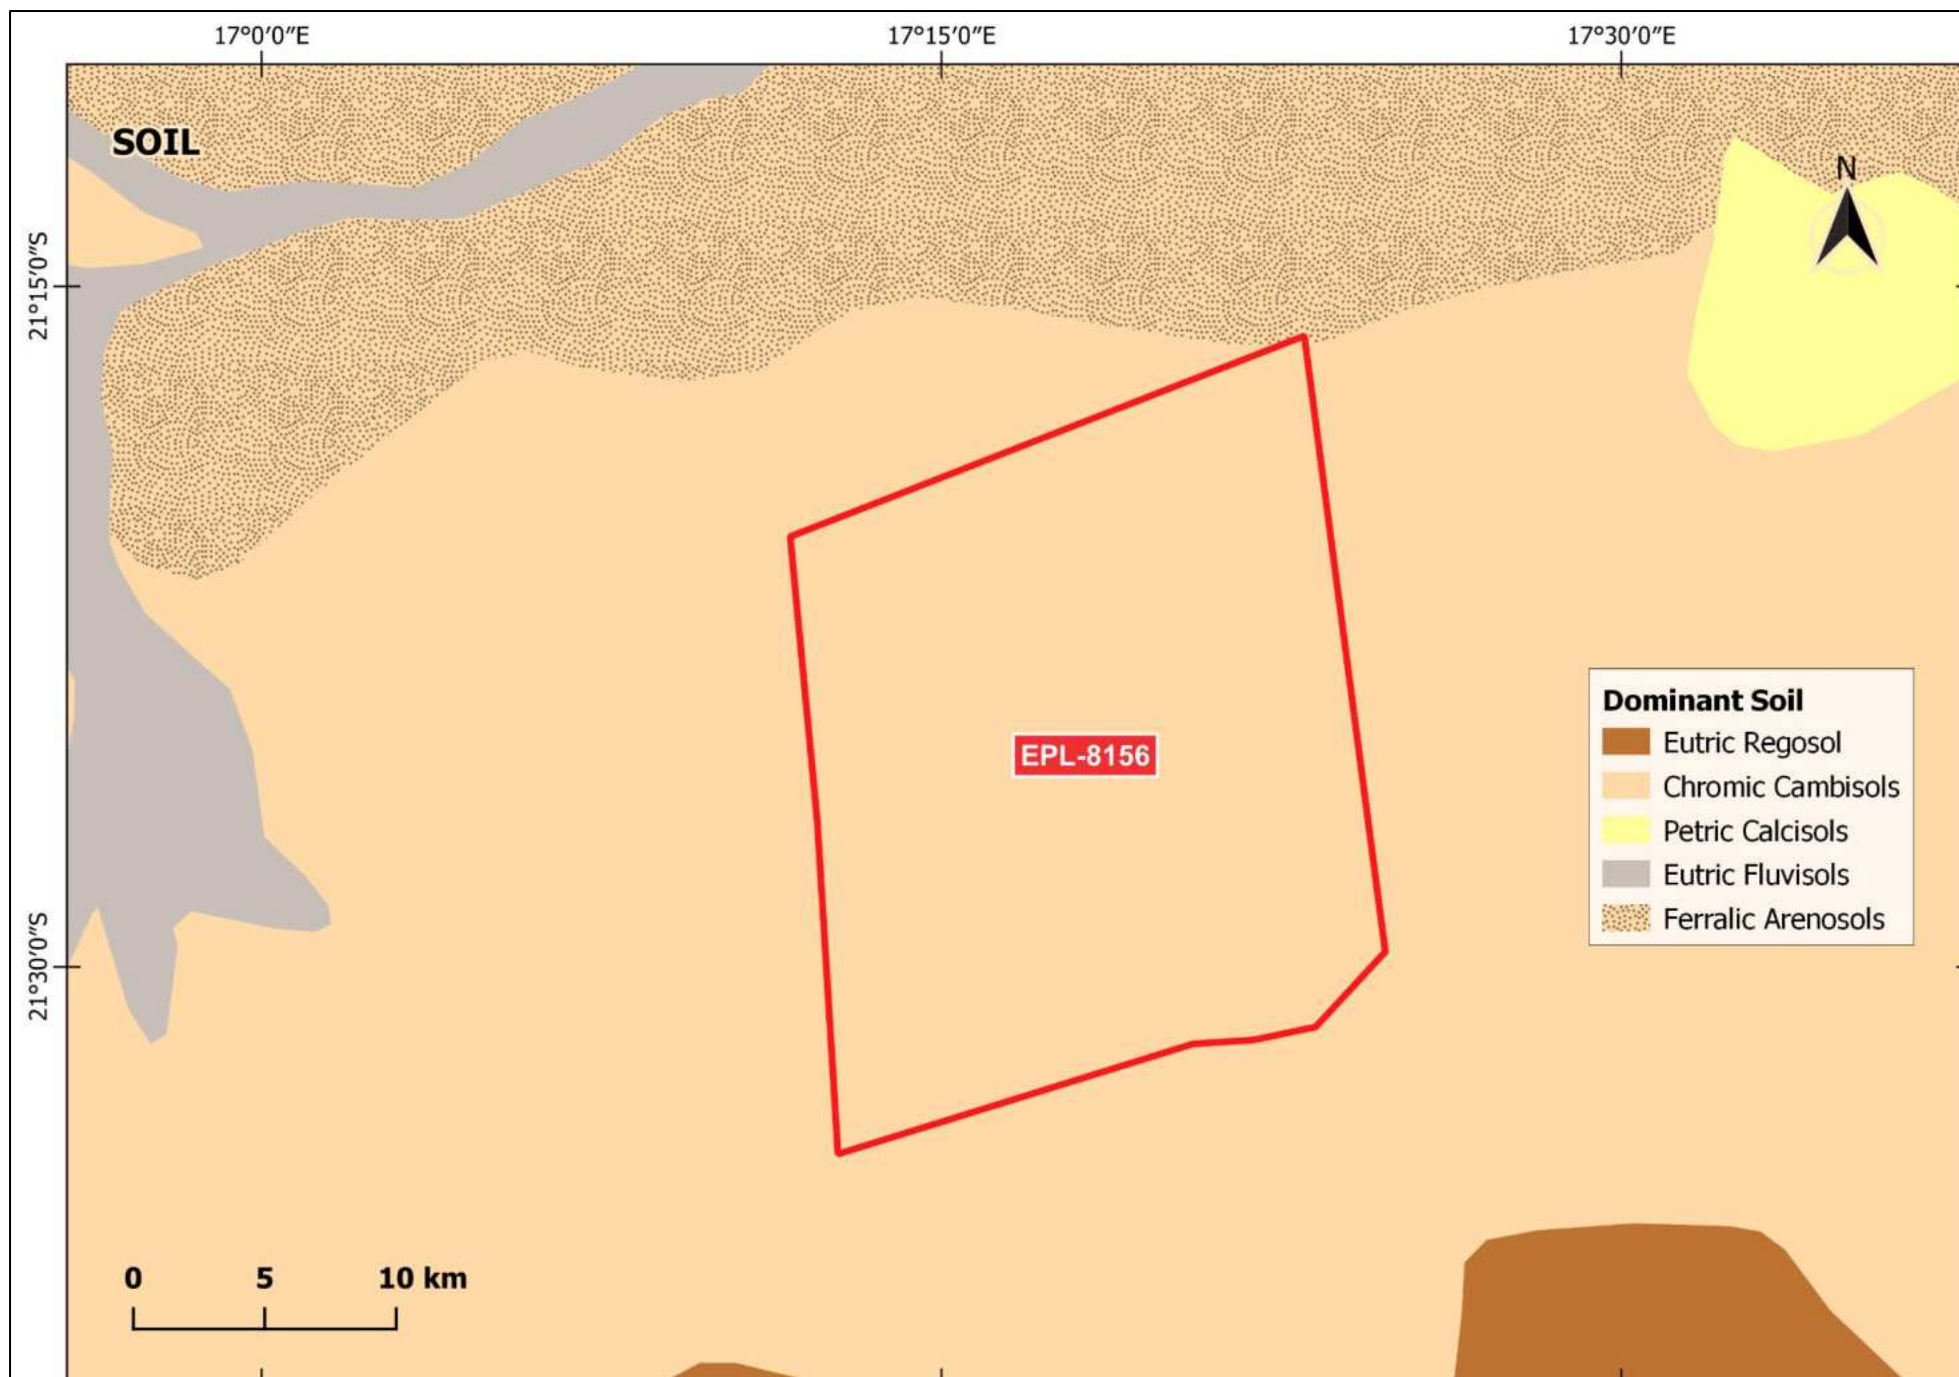 17°0′0″E 17°15′0″E 17°30′0″E
SOIL
N
21°15′0″S
EPL-8156
Dominant Soil
Eutric Regosol
Chromic Cambisols
Petric Calcisols
Eutric Fluvisols
Ferralic Arenosols
21°30′0″S
0 5 10 km